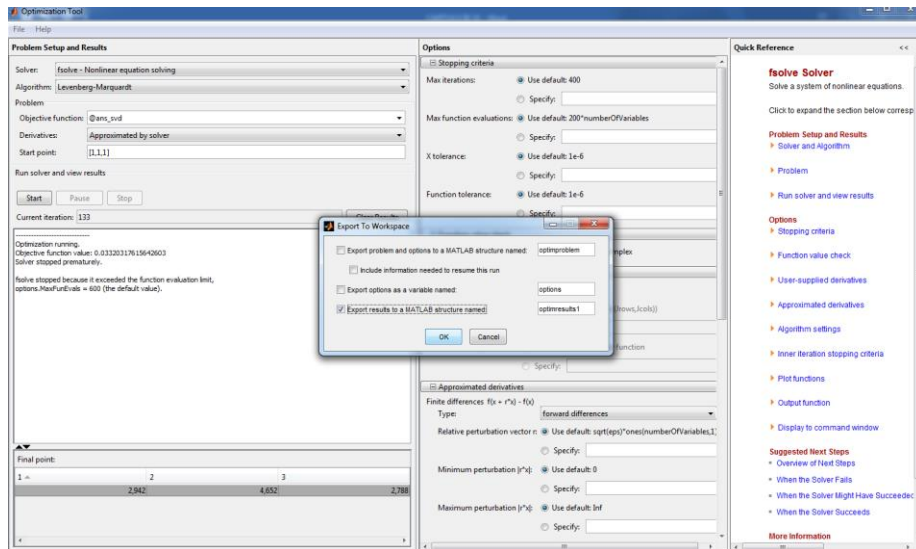 Optimization Tool
File Help
Problem Setup and Results
Solver: fsolve - Nonlinear equation solving
Algorithm: Levenberg-Marquardt
Problem
Objective function: @ans_svd
Derivatives: Approximated by solver
Start point: [1,1,1]
Run solver and view results
Start Pause Stop
Current iteration: 133
Optimization running.
Objective function value: 0.03320317615642603
Solver stopped prematurely.
fsolve stopped because it exceeded the function evaluation limit,
options.MaxFunEvals = 600 (the default value).
Final point:
1 2 3
2,942 4,652 2,788
Options
Stopping criteria
Max iterations: Use default: 400
Specify:
Max function evaluations: Use default: 200*numberOfVariables
Specify:
X tolerance: Use default: 1e-6
Specify:
Function tolerance: Use default: 1e-6
Specify:
Export To Workspace
Export problem and options to a MATLAB structure named: optimproblem
Include information needed to resume this run
Export options as a variable named: options
Export results to a MATLAB structure named: optimresults1
OK Cancel
Specify:
Approximated derivatives
Finite differences f(x + r*x) - f(x)
Type: forward differences
Relative perturbation vector r: Use default: sqrt(eps)*ones(numberOfVariables,1)
Specify:
Minimum perturbation |r*x|: Use default: 0
Specify:
Maximum perturbation |r*x|: Use default: Inf
Specify:
Quick Reference <<
fsolve Solver
Solve a system of nonlinear equations.
Click to expand the section below corresp
Problem Setup and Results
Solver and Algorithm
Problem
Run solver and view results
Options
Stopping criteria
Function value check
User-supplied derivatives
Approximated derivatives
Algorithm settings
Inner iteration stopping criteria
Plot functions
Output function
Display to command window
Suggested Next Steps
Overview of Next Steps
When the Solver Fails
When the Solver Might Have Succeeded
When the Solver Succeeds
More Information